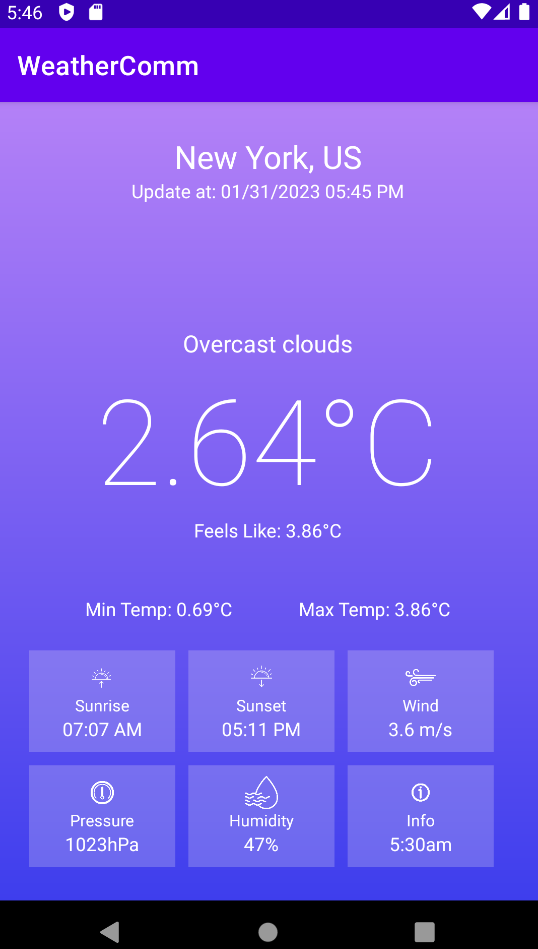 5:46
WeatherComm
New York, US
Update at: 01/31/2023 05:45 PM
Overcast clouds
2.64°C
Feels Like: 3.86°C
Min Temp: 0.69°C Max Temp: 3.86°C
Sunrise Sunset Wind
07:07 AM 05:11 PM 3.6 m/s
Pressure Humidity Info
1023hPa 47% 5:30am